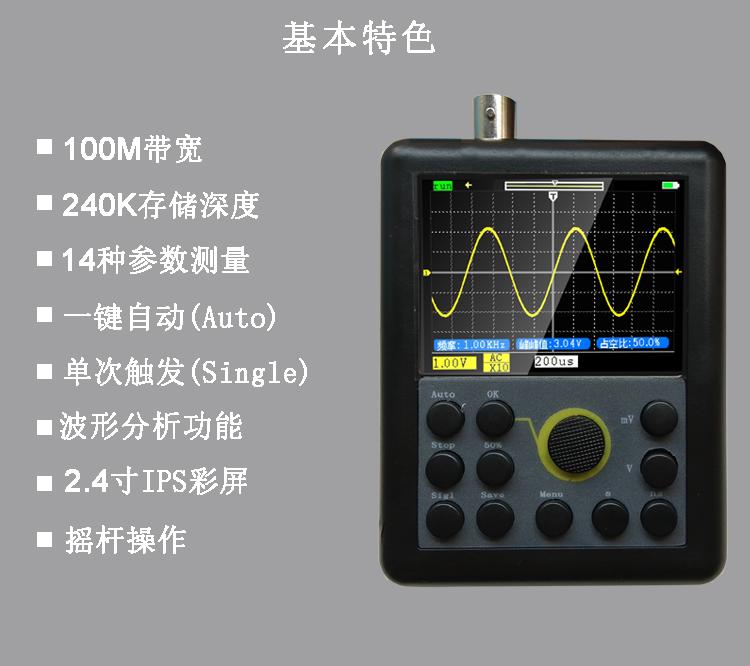 基本特色
100M带宽
240K存储深度
14种参数测量
一键自动(Auto)
单次触发(Single)
波形分析功能
2.4寸IPS彩屏
摇杆操作
run
T
1
频率:1.00KHz 峰峰值:3.04V 占空比:50.0%
1.00V AC X10 200us
Auto OK
mV
Stop 50%
V
Sigl Save Menu s ns